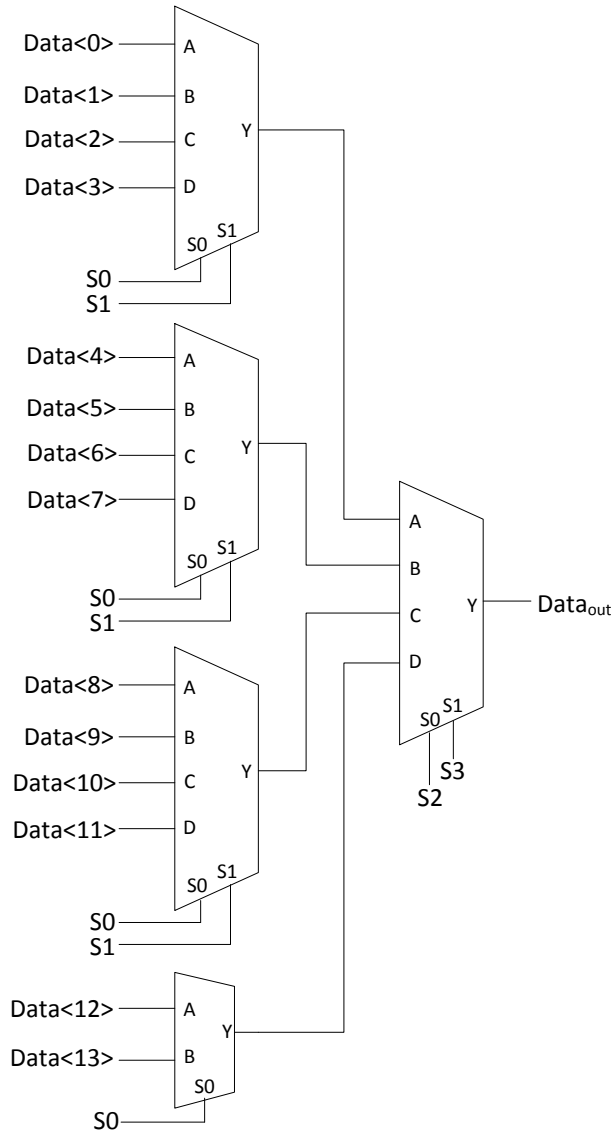 Data<0>
A
Data<1>
B
Data<2>
C
Y
Data<3>
D
S0
S1
S0
S1
Data<4>
A
Data<5>
B
Data<6>
C
Y
Data<7>
D
S0
S1
S0
S1
A
B
C
D
Y
Dataout
S0
S1
S2
S3
Data<8>
A
Data<9>
B
Data<10>
C
Y
Data<11>
D
S0
S1
S0
S1
Data<12>
A
Y
Data<13>
B
S0
S0